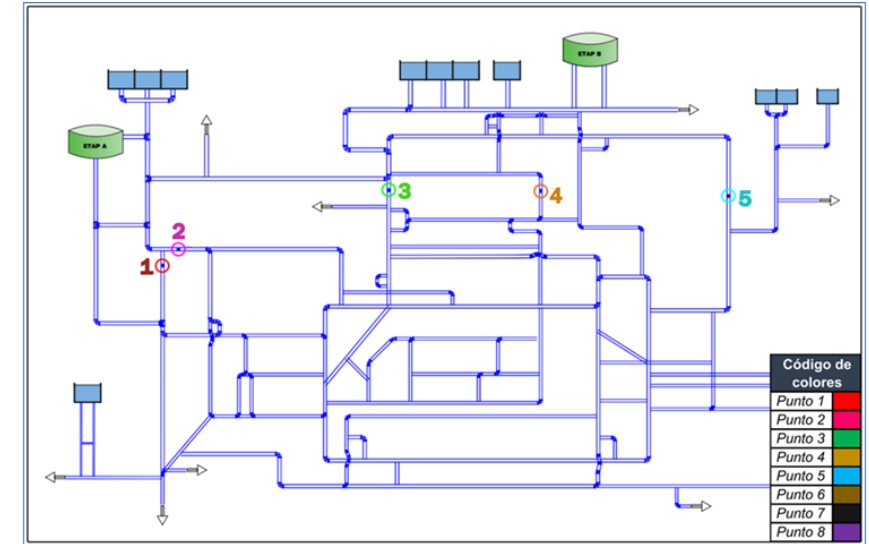 ETAP B
ETAP A
3
4
5
2
1
Código de
colores
Punto 1
Punto 2
Punto 3
Punto 4
Punto 5
Punto 6
Punto 7
Punto 8